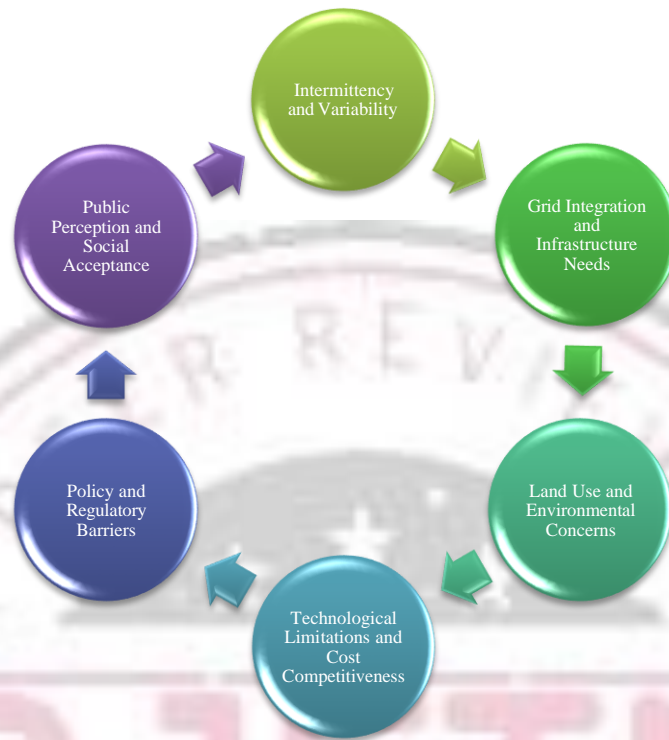 Intermittency
and Variability
Grid Integration
and
Infrastructure
Needs
Land Use and
Environmental
Concerns
Technological
Limitations and
Cost
Competitiveness
Policy and
Regulatory
Barriers
Public
Perception and
Social
Acceptance